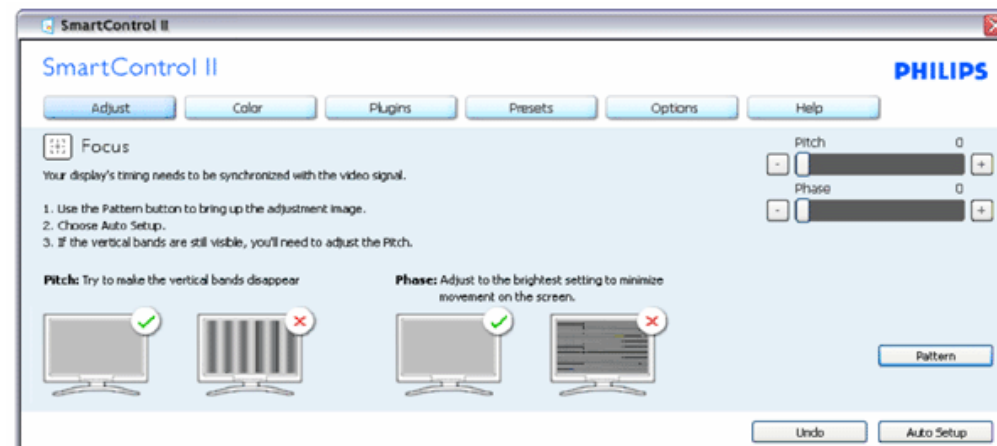 SmartControl II
SmartControl II
PHILIPS
Adjust Color Plugins Presets Options Help
Focus
Your display's timing needs to be synchronized with the video signal.
1. Use the Pattern button to bring up the adjustment image.
2. Choose Auto Setup.
3. If the vertical bands are still visible, you'll need to adjust the Pitch.
Pitch 0
- +
Phase 0
- +
Pitch: Try to make the vertical bands disappear
Phase: Adjust to the brightest setting to minimize
movement on the screen.
Pattern
Undo Auto Setup